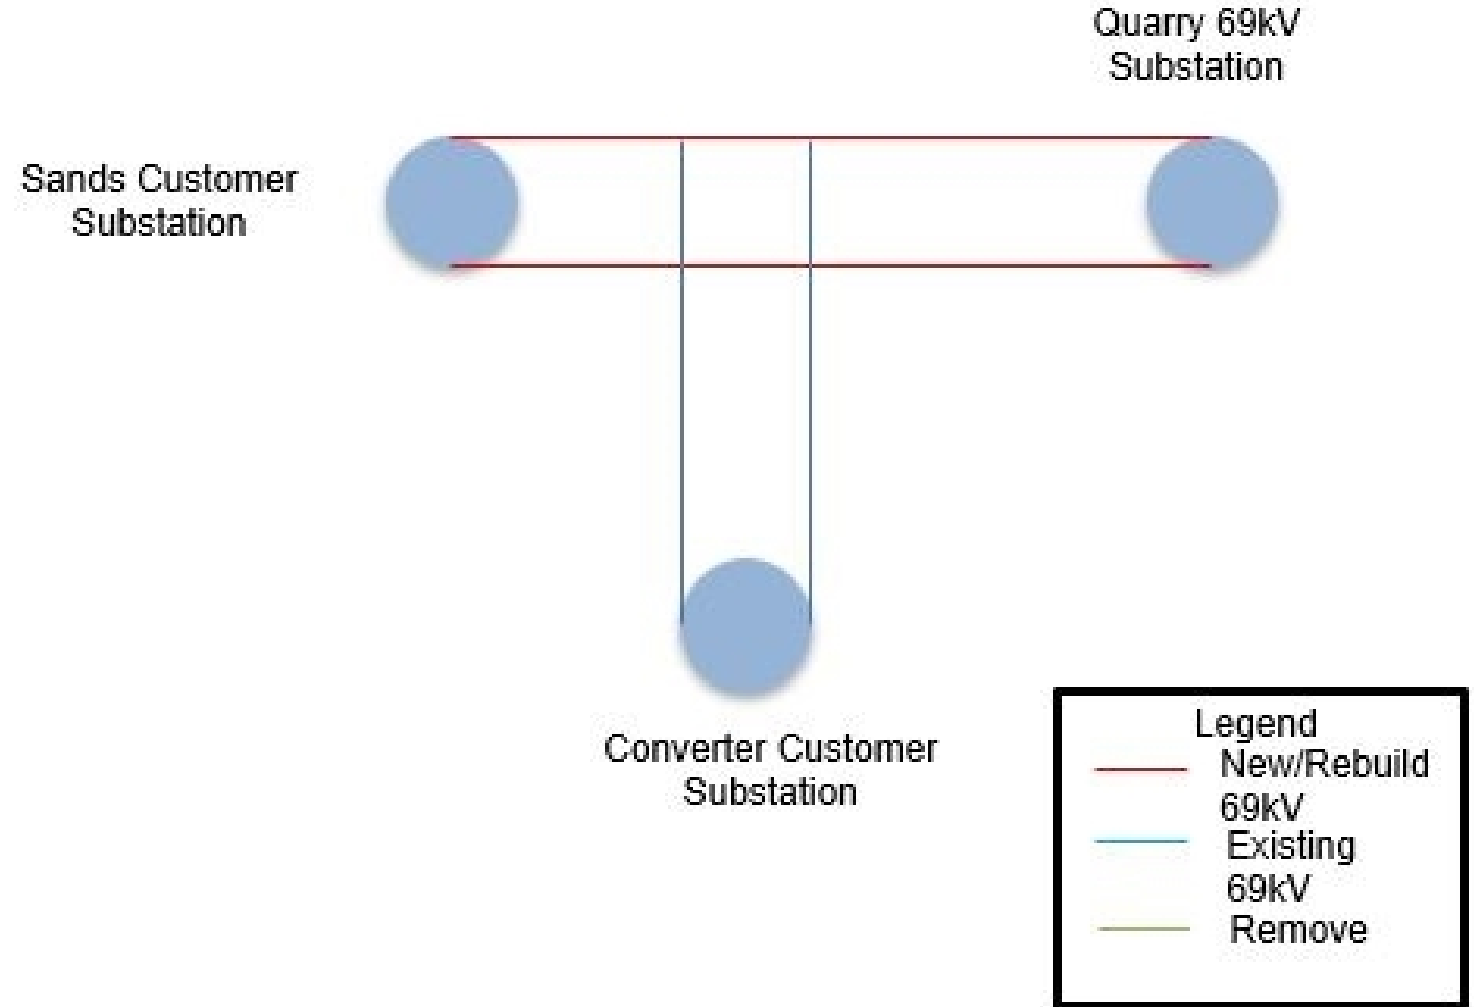 Quarry 69kV
Substation
Sands Customer
Substation
Converter Customer
Substation
Legend
New/Rebuild
69kV
Existing
69kV
Remove